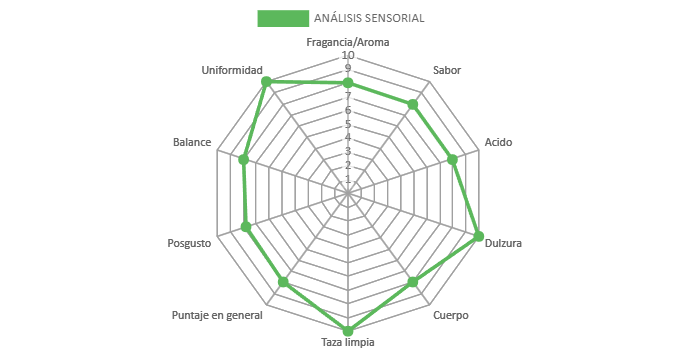 ANÁLISIS SENSORIAL
Fragancia/Aroma
10
9
7
6
5
4
3
2
1
Uniformidad
Sabor
Balance
Acido
Posgusto
Dulzura
Puntaje en general
Cuerpo
Taza limpia